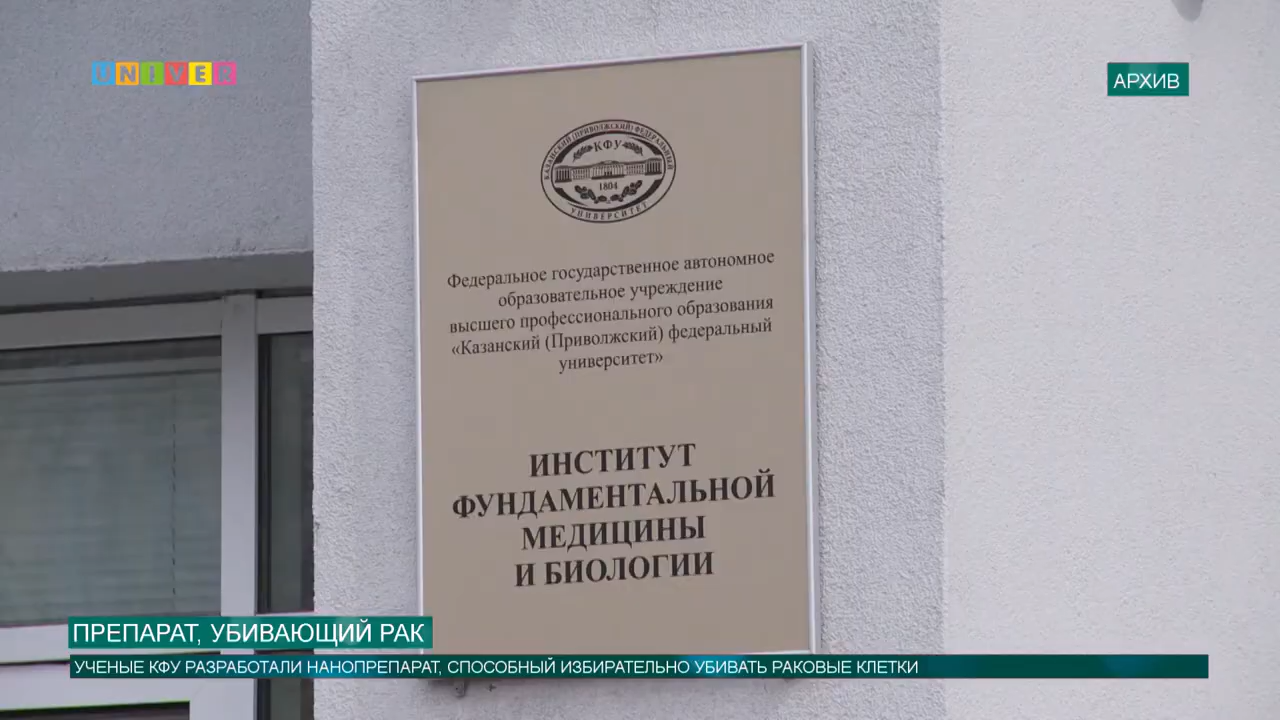 UNIVER
АРХИВ
КАЗАНСКИЙ (ПРИВОЛЖСКИЙ) ФЕДЕРАЛЬНЫЙ
КФУ
1804
УНИВЕРСИТЕТ
Федеральное государственное автономное
образовательное учреждение
высшего профессионального образования
«Казанский (Приволжский) федеральный
университет»
ИНСТИТУТ
ФУНДАМЕНТАЛЬНОЙ
МЕДИЦИНЫ
И БИОЛОГИИ
ПРЕПАРАТ, УБИВАЮЩИЙ РАК
УЧЕНЫЕ КФУ РАЗРАБОТАЛИ НАНОПРЕПАРАТ, СПОСОБНЫЙ ИЗБИРАТЕЛЬНО УБИВАТЬ РАКОВЫЕ КЛЕТКИ